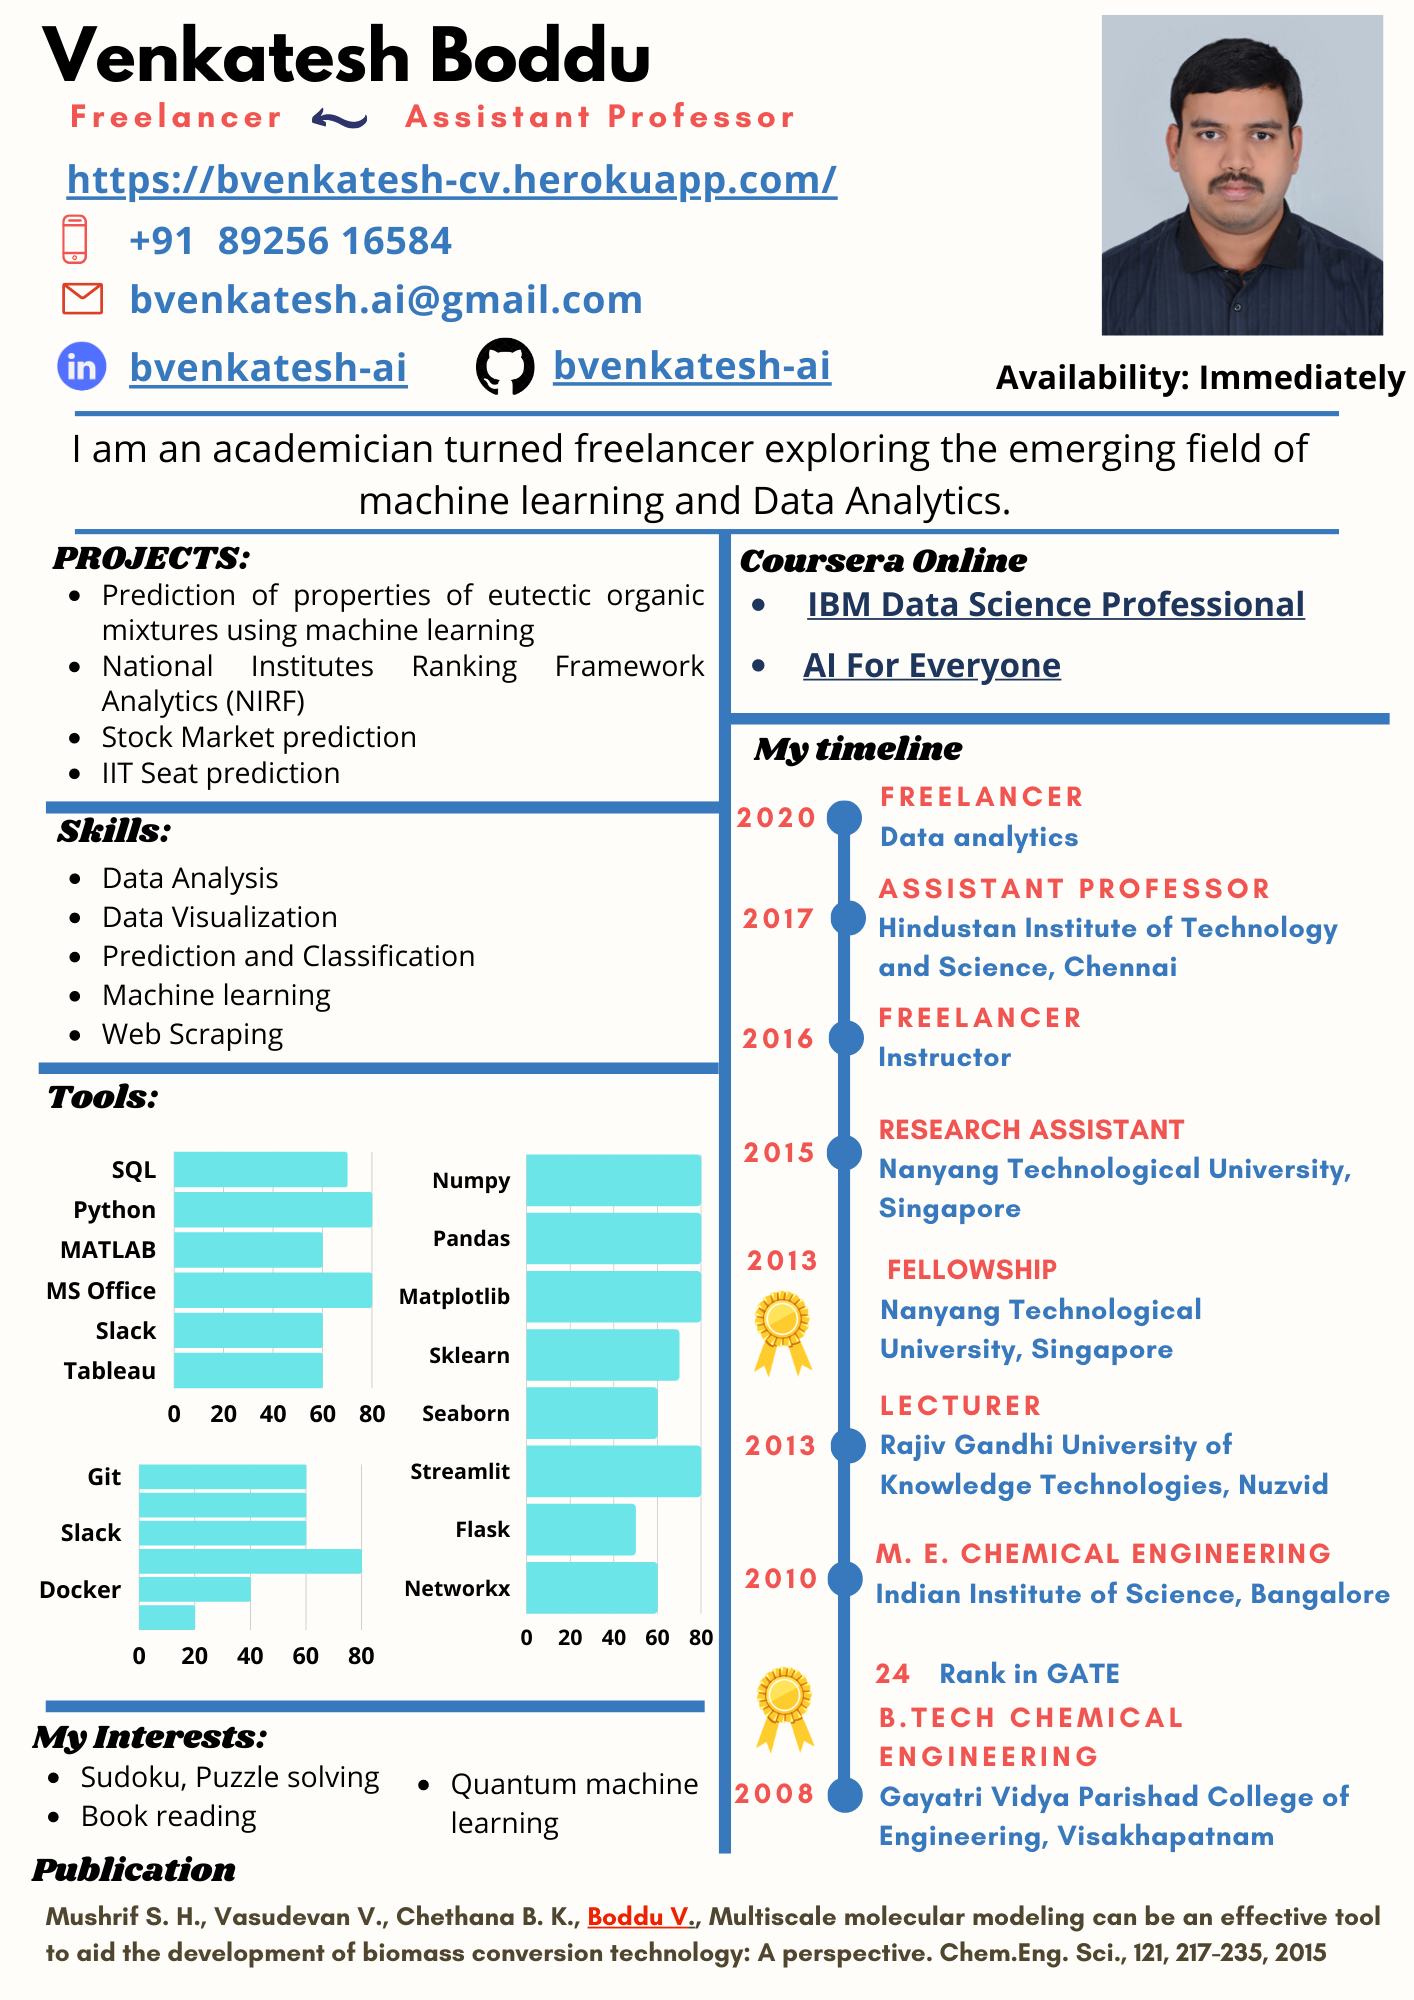 Venkatesh Boddu
Freelancer Assistant Professor
https://bvenkatesh-cv.herokuapp.com/
+91 89256 16584
bvenkatesh.ai@gmail.com
in bvenkatesh-ai bvenkatesh-ai
Availability: Immediately
I am an academician turned freelancer exploring the emerging field of
machine learning and Data Analytics.
PROJECTS:
• Prediction of properties of eutectic organic
mixtures using machine learning
• National Institutes Ranking Framework
Analytics (NIRF)
• Stock Market prediction
• IIT Seat prediction
Skills:
• Data Analysis
• Data Visualization
• Prediction and Classification
• Machine learning
• Web Scraping
Tools:
SQL
Python
MATLAB
MS Office
Slack
Tableau
0 20 40 60 80
Git
Slack
Docker
0 20 40 60 80
Numpy
Pandas
Matplotlib
Sklearn
Seaborn
Streamlit
Flask
Networkx
0 20 40 60 80
My Interests:
• Sudoku, Puzzle solving
• Book reading
• Quantum machine
learning
Coursera Online
• IBM Data Science Professional
• AI For Everyone
My timeline
2020
FREELANCER
Data analytics
2017
ASSISTANT PROFESSOR
Hindustan Institute of Technology
and Science, Chennai
2016
FREELANCER
Instructor
2015
RESEARCH ASSISTANT
Nanyang Technological University,
Singapore
2013
FELLOWSHIP
Nanyang Technological
University, Singapore
2013
LECTURER
Rajiv Gandhi University of
Knowledge Technologies, Nuzvid
2010
M. E. CHEMICAL ENGINEERING
Indian Institute of Science, Bangalore
24 Rank in GATE
B.TECH CHEMICAL
ENGINEERING
2008
Gayatri Vidya Parishad College of
Engineering, Visakhapatnam
Publication
Mushrif S. H., Vasudevan V., Chethana B. K., Boddu V., Multiscale molecular modeling can be an effective tool
to aid the development of biomass conversion technology: A perspective. Chem.Eng. Sci., 121, 217-235, 2015